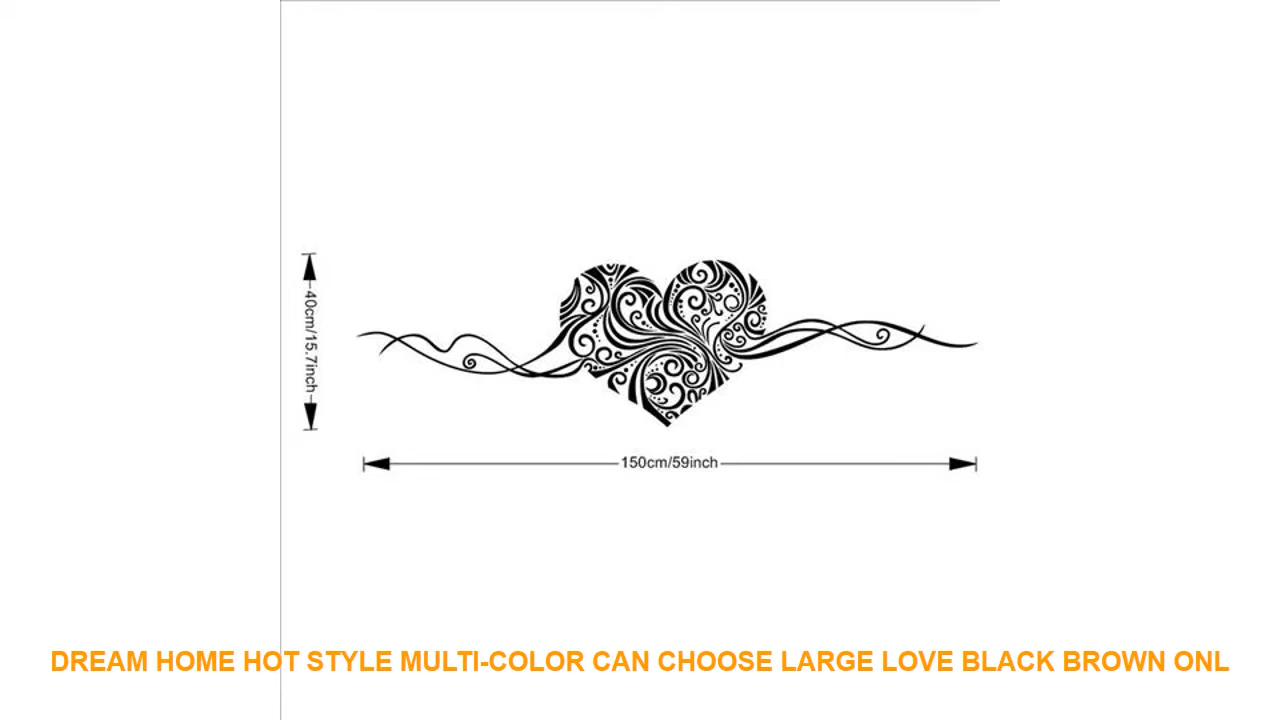 40cm/15.7inch
150cm/59inch
DREAM HOME HOT STYLE MULTI-COLOR CAN CHOOSE LARGE LOVE BLACK BROWN ONL